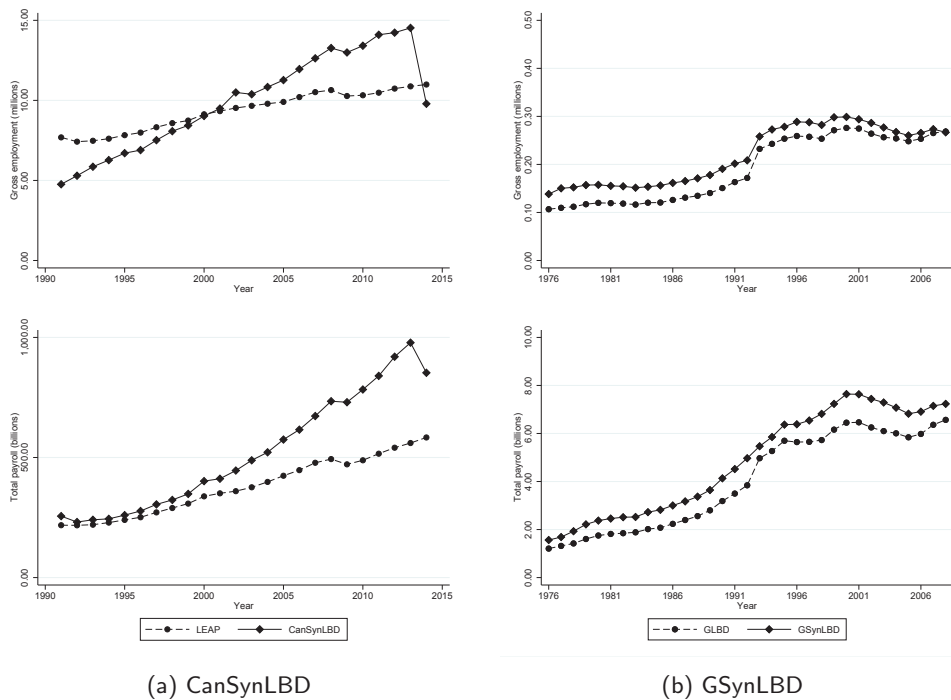 15.00
10.00
5.00
0.00
Gross employment (millions)
1990 1995 2000 2005 2010 2015
Year
0.50
0.40
0.30
0.20
0.10
0.00
Gross employment (millions)
1976 1981 1986 1991 1996 2001 2006
Year
1,000.00
500.00
0.00
Total payroll (billions)
1990 1995 2000 2005 2010 2015
Year
LEAP CanSynLBD
10.00
8.00
6.00
4.00
2.00
0.00
Total payroll (billions)
1976 1981 1986 1991 1996 2001 2006
Year
GLBD GSynLBD
(a) CanSynLBD
(b) GSynLBD